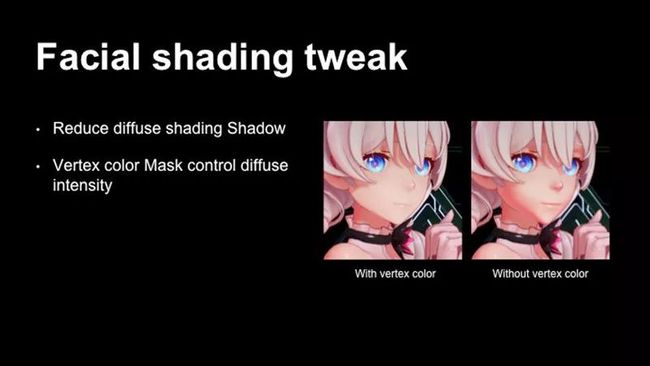 Facial shading tweak
• Reduce diffuse shading Shadow
• Vertex color Mask control diffuse
intensity
With vertex color
Without vertex color